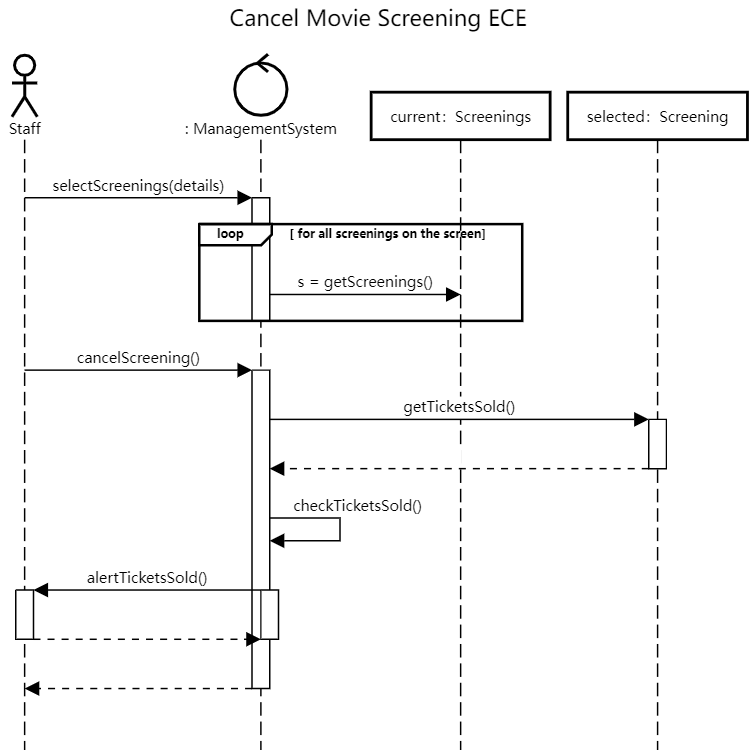 Cancel Movie Screening ECE
Staff
: ManagementSystem
current: Screenings
selected: Screening
selectScreenings(details)
loop
[ for all screenings on the screen]
s = getScreenings()
cancelScreening()
getTicketsSold()
checkTicketsSold()
alertTicketsSold()